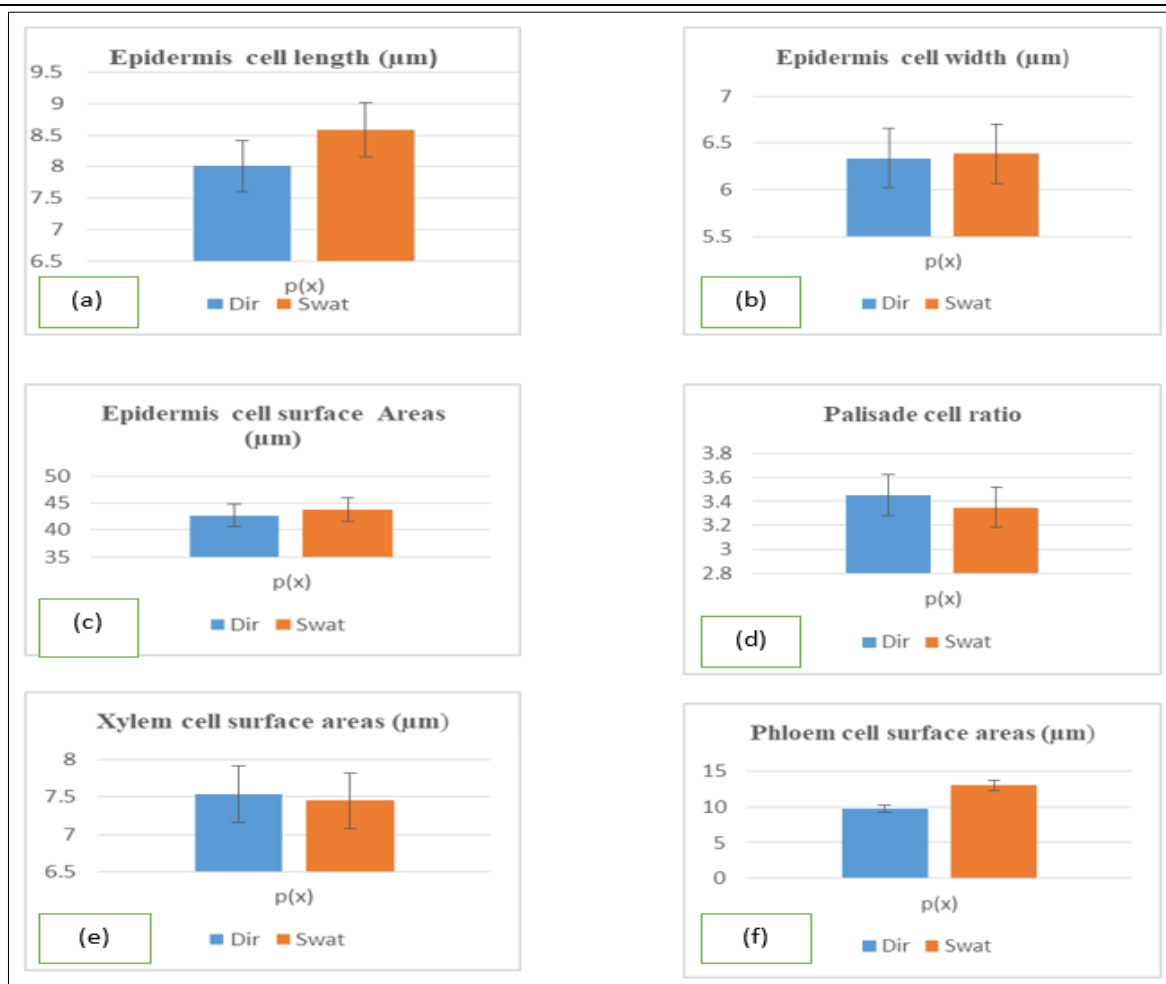 Epidermis cell length (µm)
9.5
9
8.5
8
7.5
7
6.5
p(x)
Dir Swat
(a)
Epidermis cell width (µm)
7
6.5
6
5.5
p(x)
Dir Swat
(b)
Epidermis cell surface Areas
(µm)
50
45
40
35
p(x)
Dir Swat
(c)
Palisade cell ratio
3.8
3.6
3.4
3.2
3
2.8
p(x)
Dir Swat
(d)
Xylem cell surface areas (µm)
8
7.5
7
6.5
p(x)
Dir Swat
(e)
Phloem cell surface areas (µm)
15
10
5
0
p(x)
Dir Swat
(f)